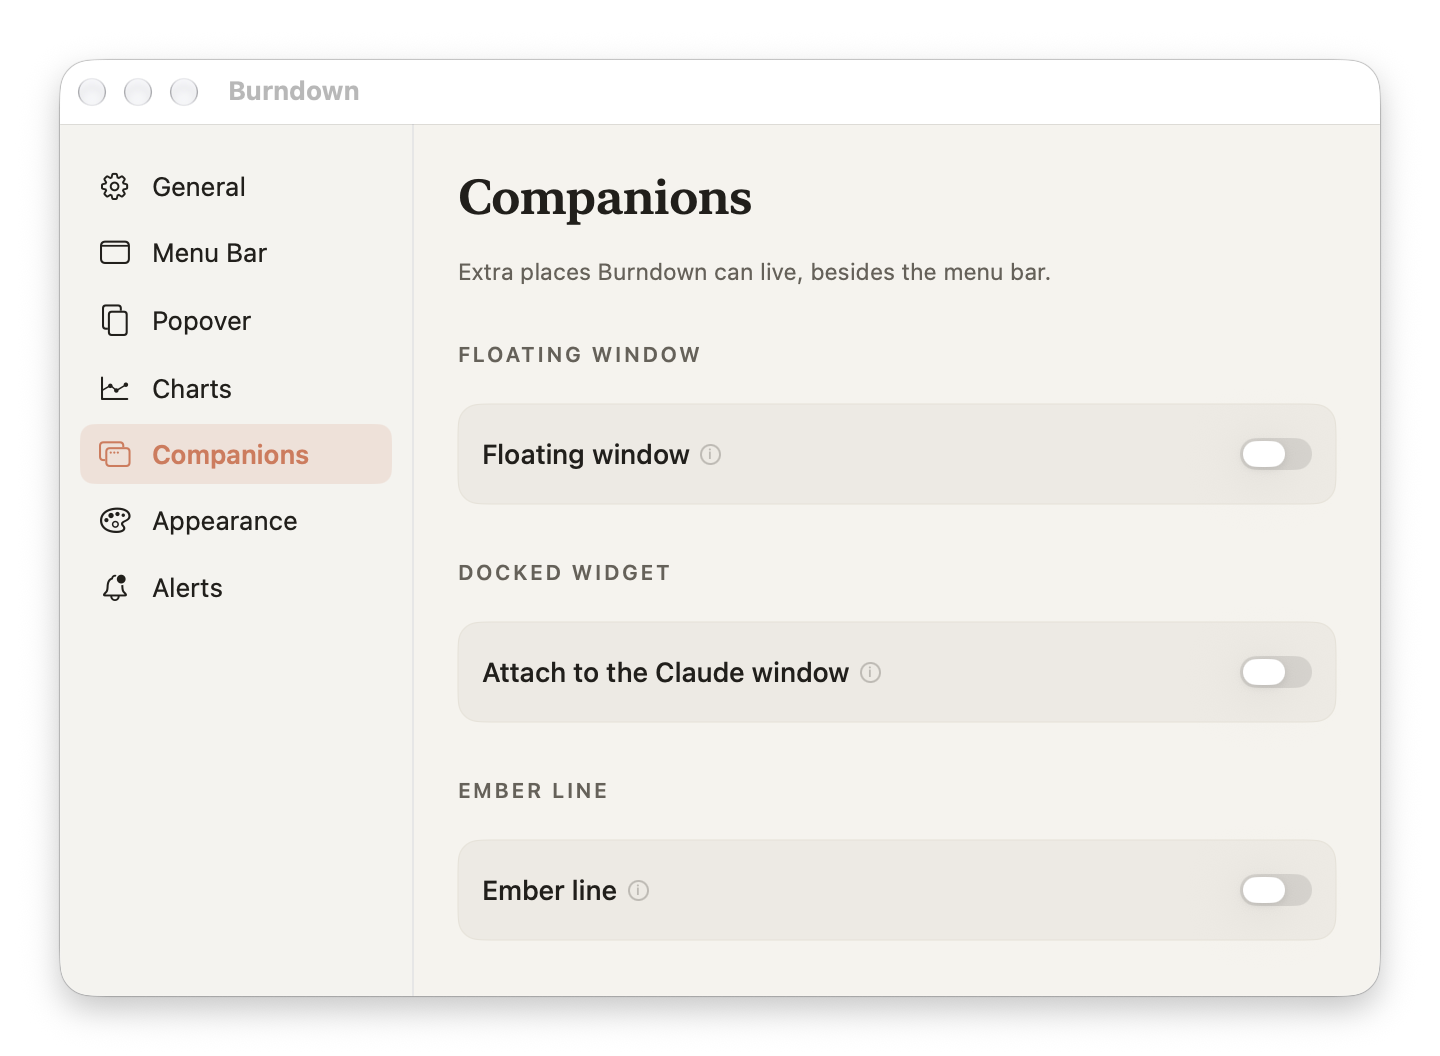 Burndown
General
Menu Bar
Popover
Charts
Companions
Appearance
Alerts
Companions
Extra places Burndown can live, besides the menu bar.
FLOATING WINDOW
Floating window
DOCKED WIDGET
Attach to the Claude window
EMBER LINE
Ember line